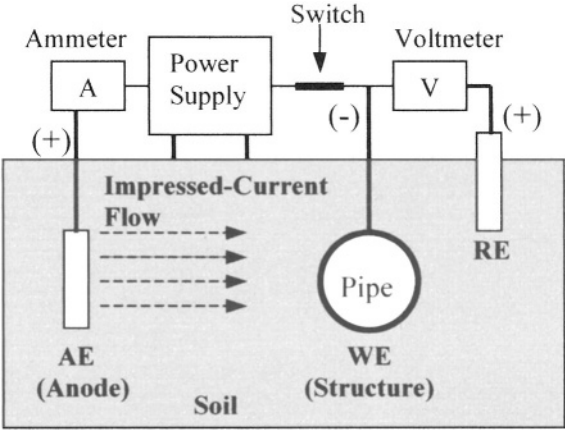 Switch
Ammeter
Power
Supply
Voltmeter
A
V
(+)
(-)
(+)
Impressed-Current
Flow
RE
Pipe
AE
(Anode)
WE
(Structure)
Soil